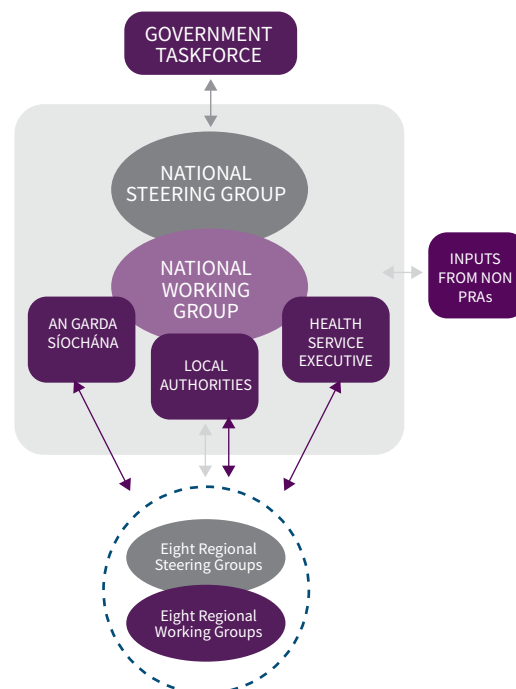 GOVERNMENT
TASKFORCE
NATIONAL
STEERING GROUP
NATIONAL
WORKING
GROUP
INPUTS
FROM NON
PRAs
AN GARDA
SÍOCHÁNA
LOCAL
AUTHORITIES
HEALTH
SERVICE
EXECUTIVE
Eight Regional
Steering Groups
Eight Regional
Working Groups